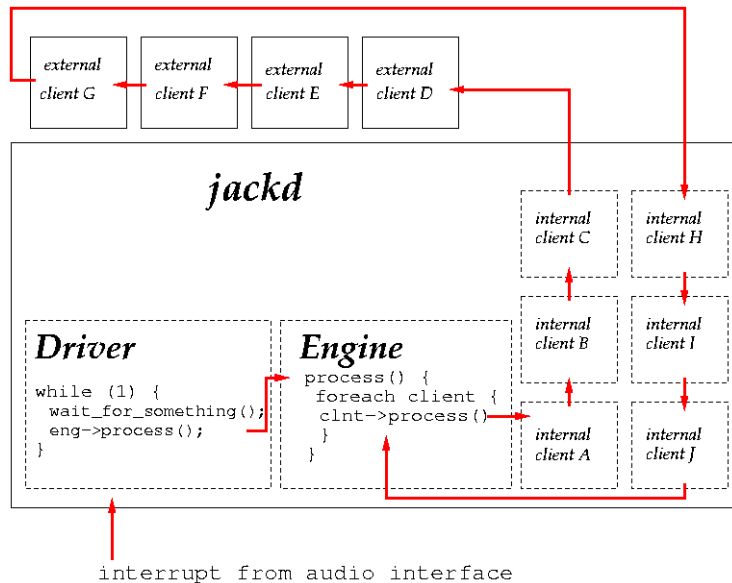 external
client G
external
client F
external
client E
external
client D
jackd
internal
client C
internal
client H
internal
client B
internal
client I
internal
client A
internal
client J
Driver
while (1) {
wait_for_something();
eng->process();
}
Engine
process() {
foreach client {
clnt->process()
}
}
interrupt from audio interface